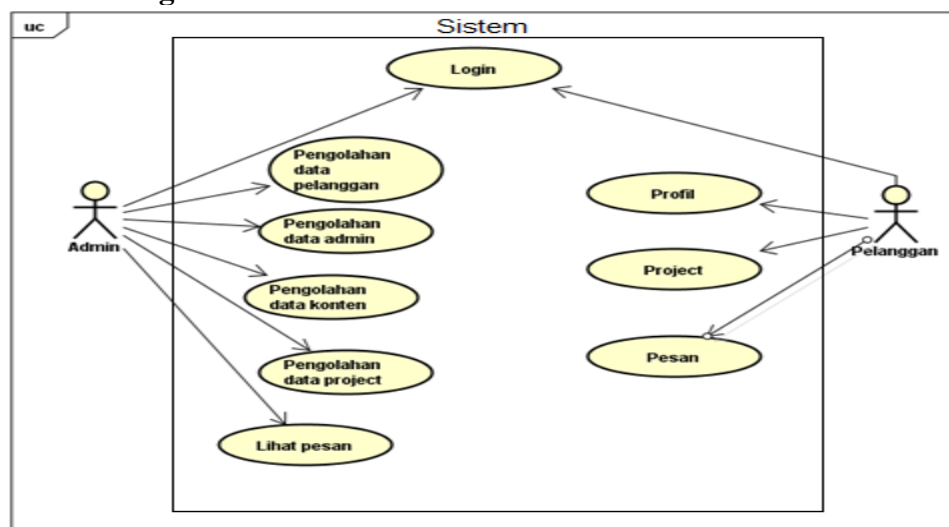 uc
Sistem
Login
Pengolahan
data
pelanggan
Pengolahan
data admin
Pengolahan
data konten
Pengolahan
data project
Lihat pesan
Profil
Project
Pesan
Admin
Pelanggan